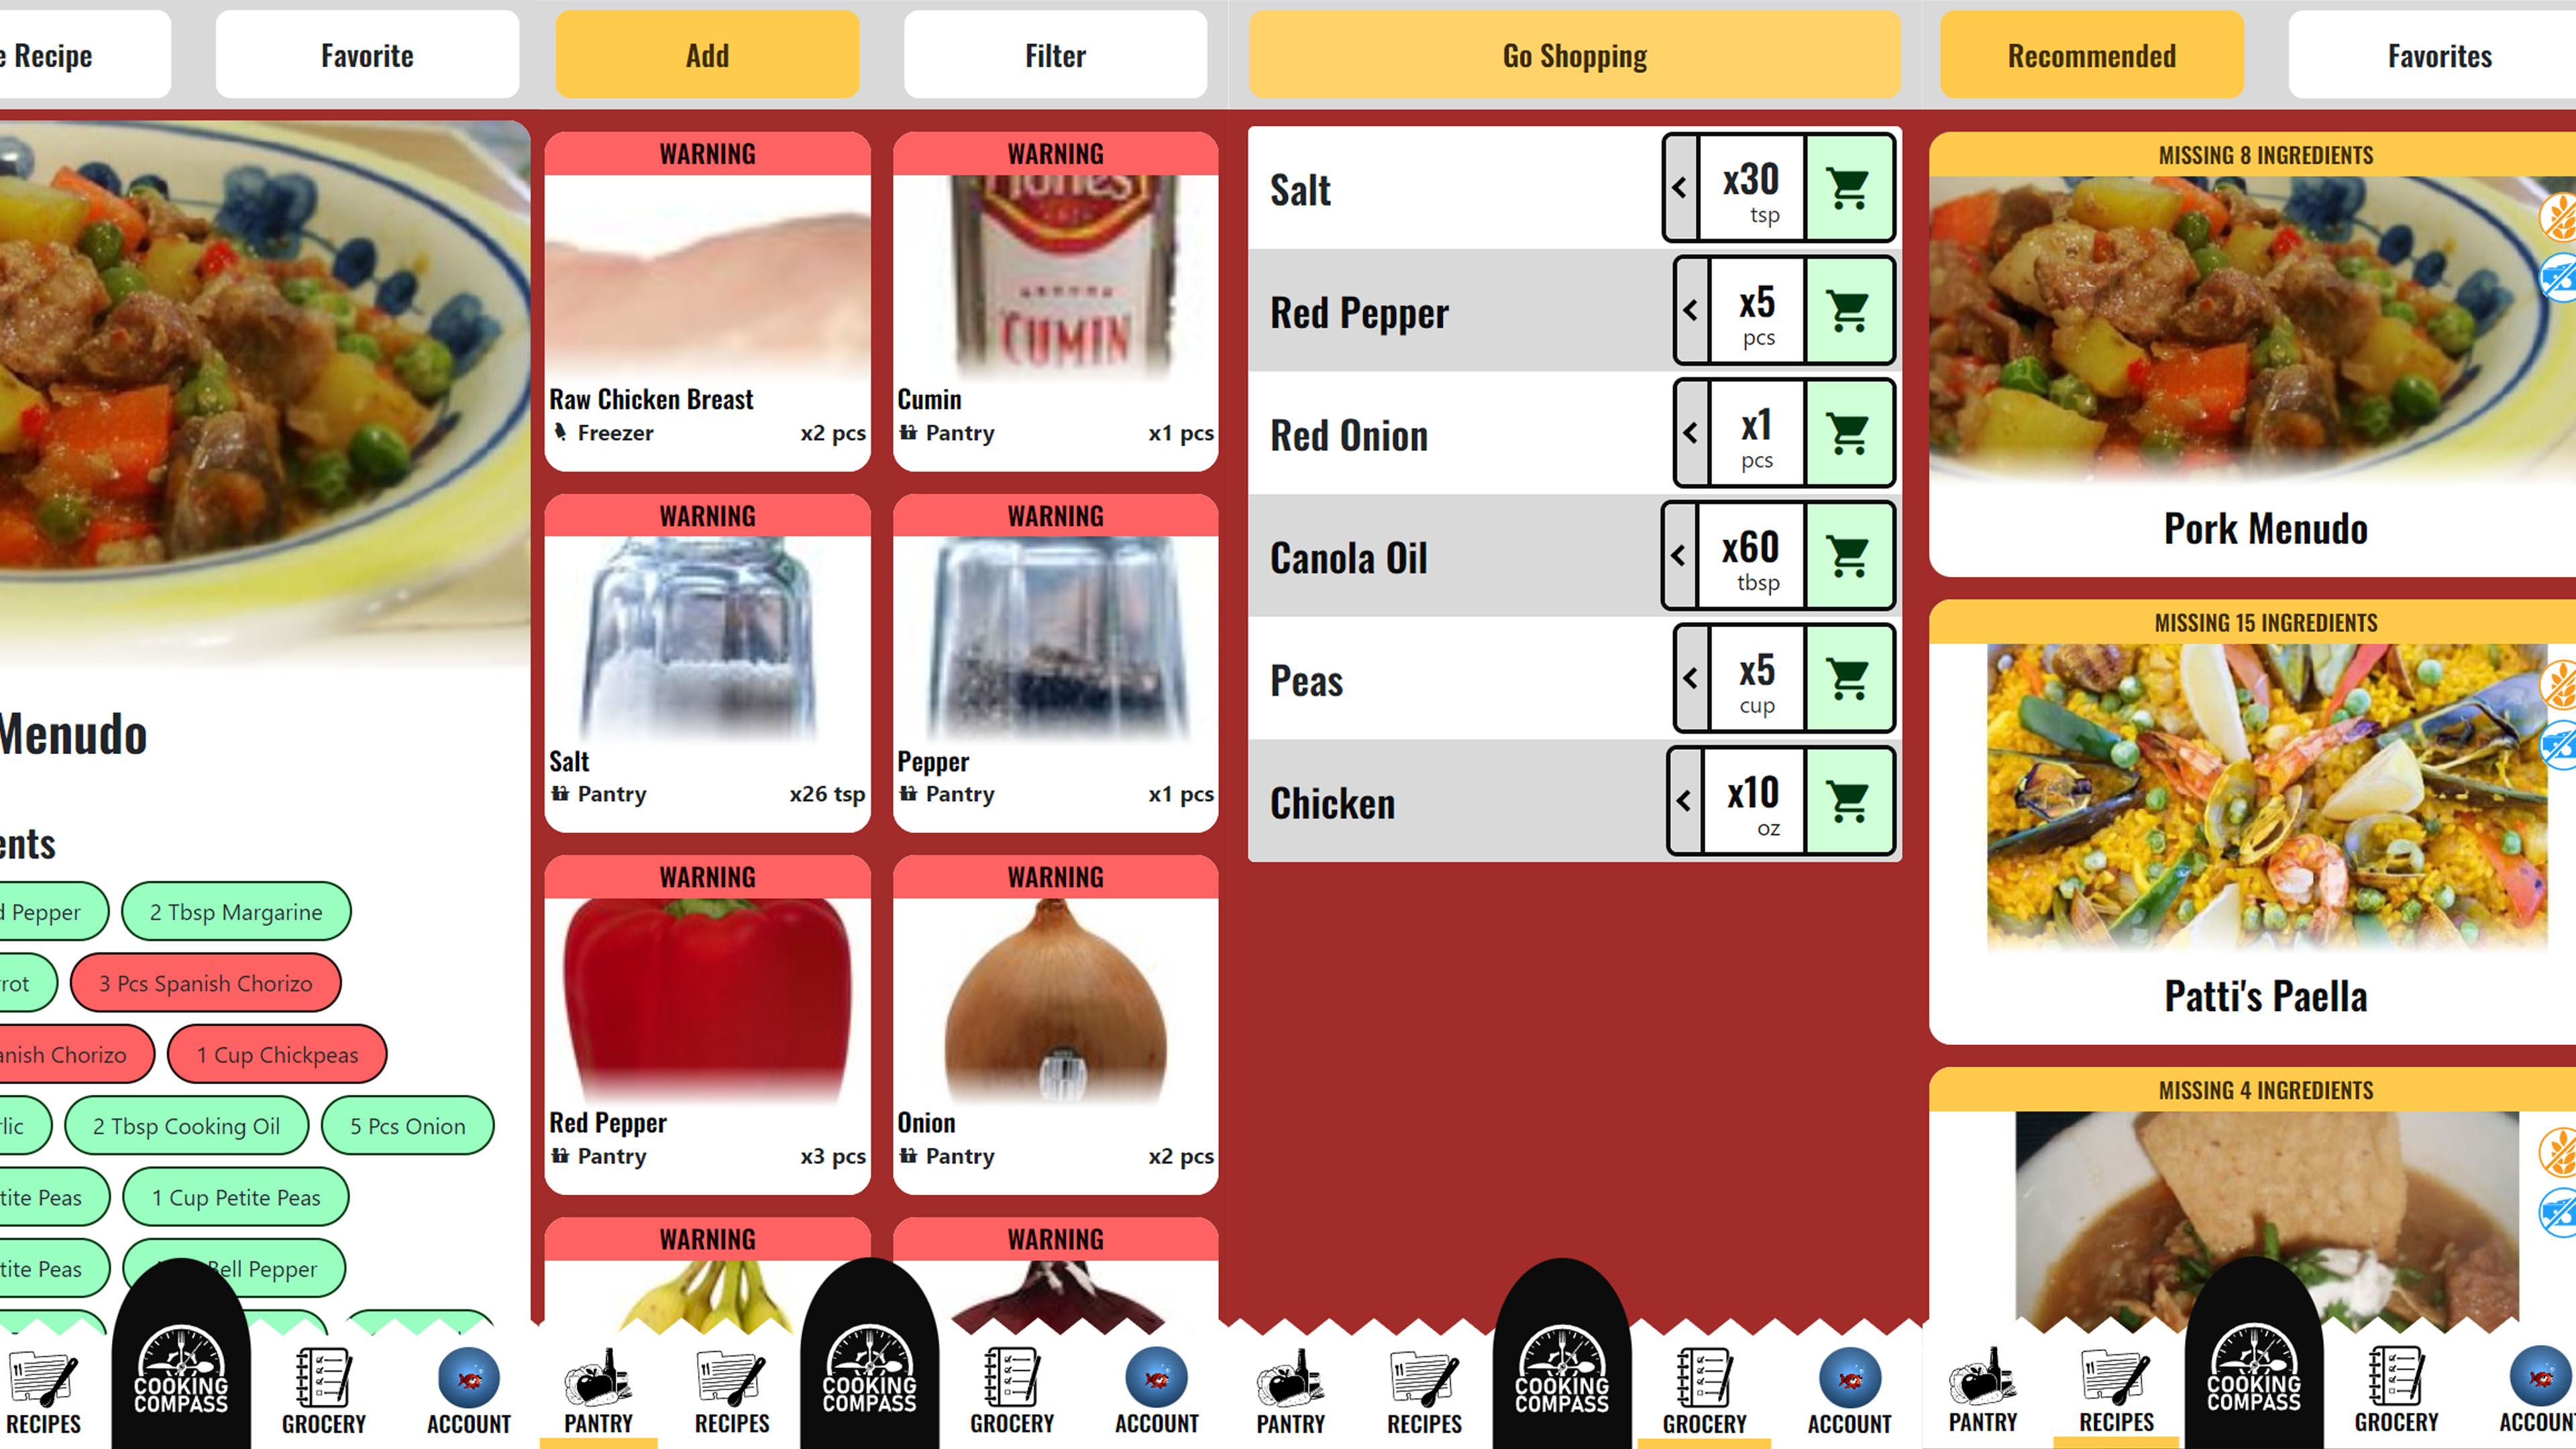 e Recipe
Favorite
Menudo
ents
d Pepper
2 Tbsp Margarine
rot
3 Pcs Spanish Chorizo
anish Chorizo
1 Cup Chickpeas
lic
2 Tbsp Cooking Oil
5 Pcs Onion
tite Peas
1 Cup Petite Peas
tite Peas
Bell Pepper
RECIPES
COOKING
COMPASS
GROCERY
ACCOUNT
Add
Filter
WARNING
Raw Chicken Breast
Freezer
x2 pcs
WARNING
CUMIN
Cumin
Pantry
x1 pcs
WARNING
Salt
Pantry
x26 tsp
WARNING
Pepper
Pantry
x1 pcs
WARNING
Red Pepper
Pantry
x3 pcs
WARNING
Onion
Pantry
x2 pcs
WARNING
WARNING
PANTRY
RECIPES
COOKING
COMPASS
GROCERY
ACCOUNT
Go Shopping
Salt
x30
tsp
Red Pepper
x5
pcs
Red Onion
x1
pcs
Canola Oil
x60
tbsp
Peas
x5
cup
Chicken
x10
oz
PANTRY
RECIPES
COOKING
COMPASS
GROCERY
ACCOUNT
Recommended
Favorites
MISSING 8 INGREDIENTS
Pork Menudo
MISSING 15 INGREDIENTS
Patti's Paella
MISSING 4 INGREDIENTS
PANTRY
RECIPES
COOKING
COMPASS
GROCERY
ACCOUN